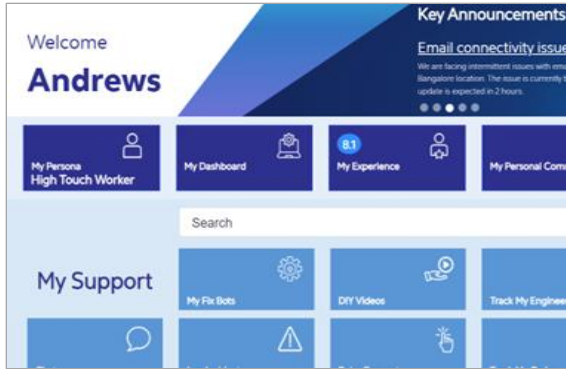 Key Announcements
Welcome
Andrews
Email connectivity issue
We are facing intermittent issues with ema
Bangalore location. The issue is currently b
update is expected in 2 hours.
My Persona
High Touch Worker
My Dashboard
8.1
My Experience
My Personal Com
Search
My Support
My Fix Bots
DIY Videos
Track My Enginee